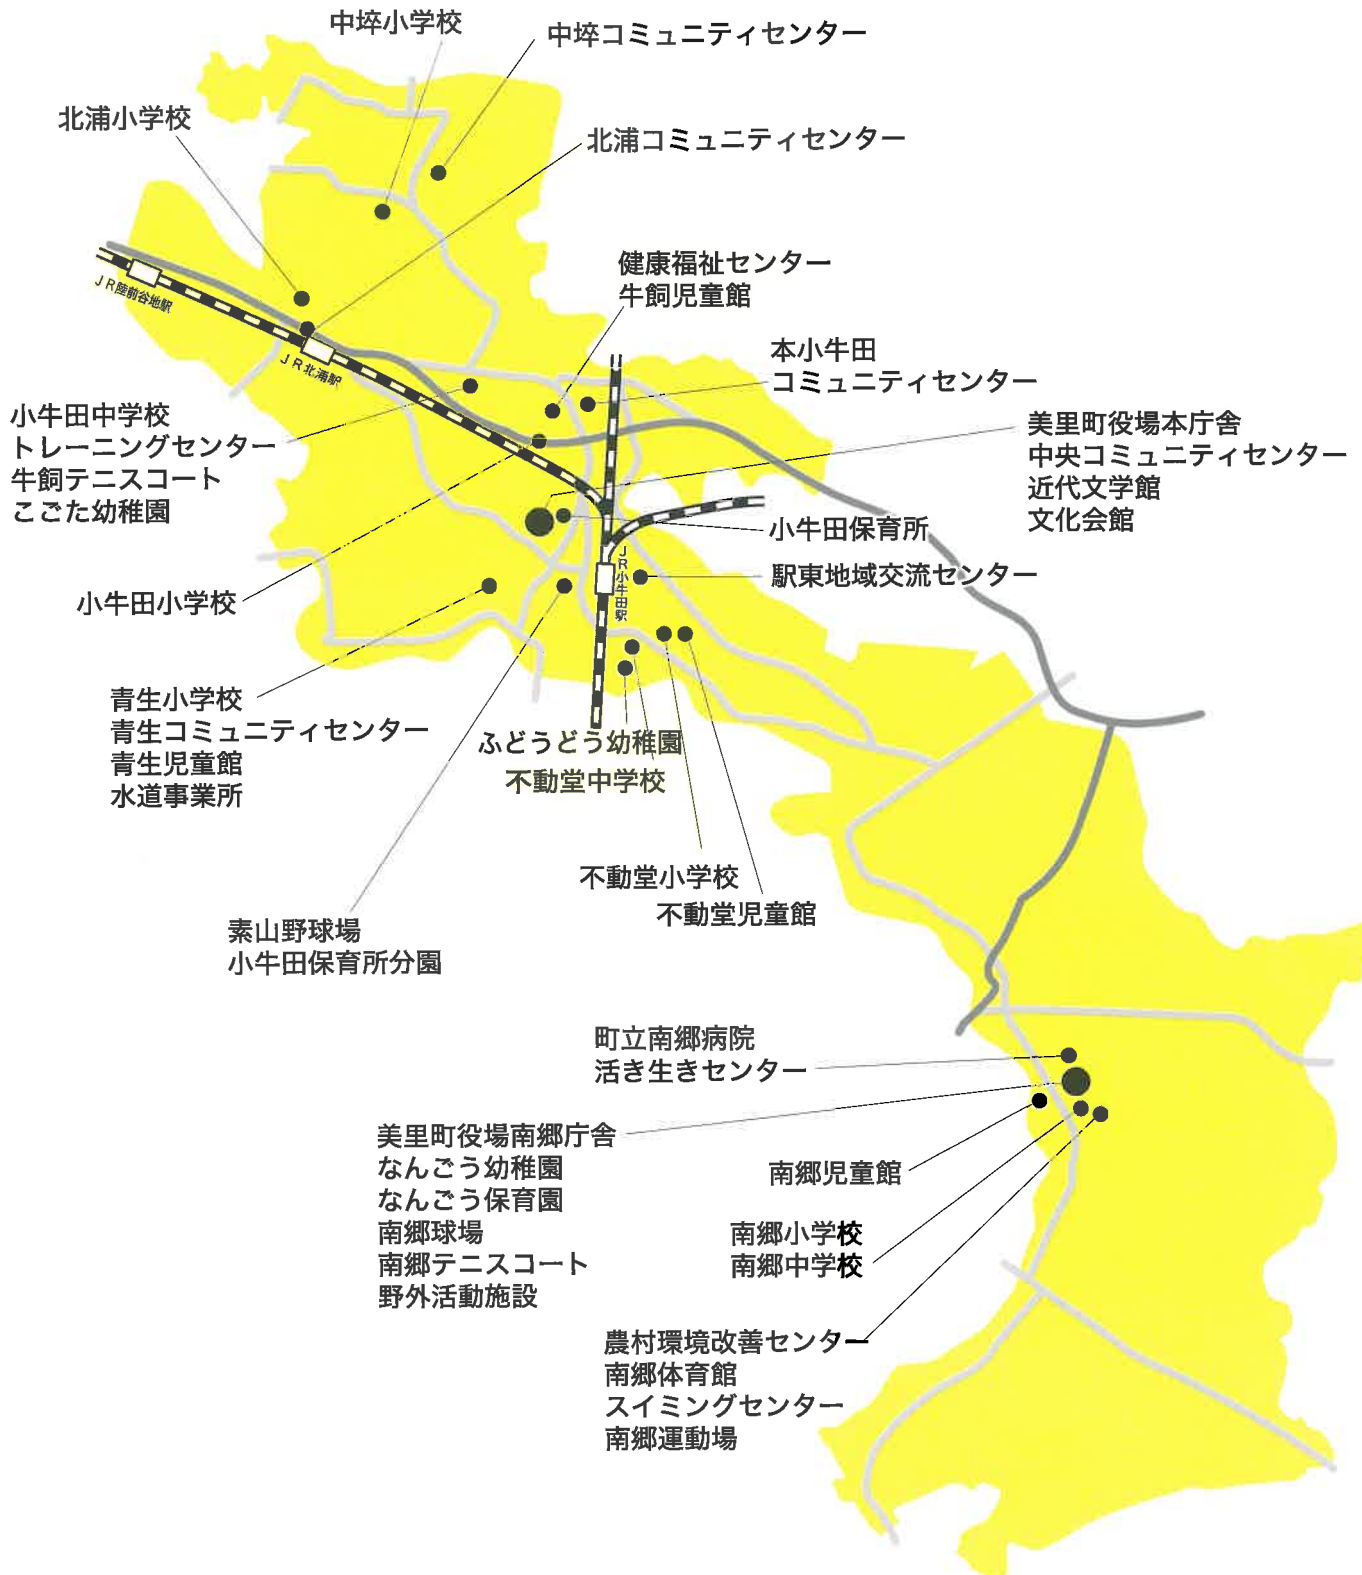 中埣小学校
中埣コミュニティセンター
北浦小学校
北浦コミュニティセンター
健康福祉センター
牛飼児童館
JR陸前谷地駅
JR北浦駅
本小牛田
コミュニティセンター
小牛田中学校
トレーニングセンター
牛飼テニスコート
こごた幼稚園
美里町役場本庁舎
中央コミュニティセンター
近代文学館
文化会館
小牛田保育所
JR小牛田駅
駅東地域交流センター
小牛田小学校
青生小学校
青生コミュニティセンター
青生児童館
水道事業所
ふどうどう幼稚園
不動堂中学校
不動堂小学校
不動堂児童館
素山野球場
小牛田保育所分園
町立南郷病院
活き生きセンター
美里町役場南郷庁舎
なんごう幼稚園
なんごう保育園
南郷球場
南郷テニスコート
野外活動施設
南郷児童館
南郷小学校
南郷中学校
農村環境改善センター
南郷体育館
スイミングセンター
南郷運動場